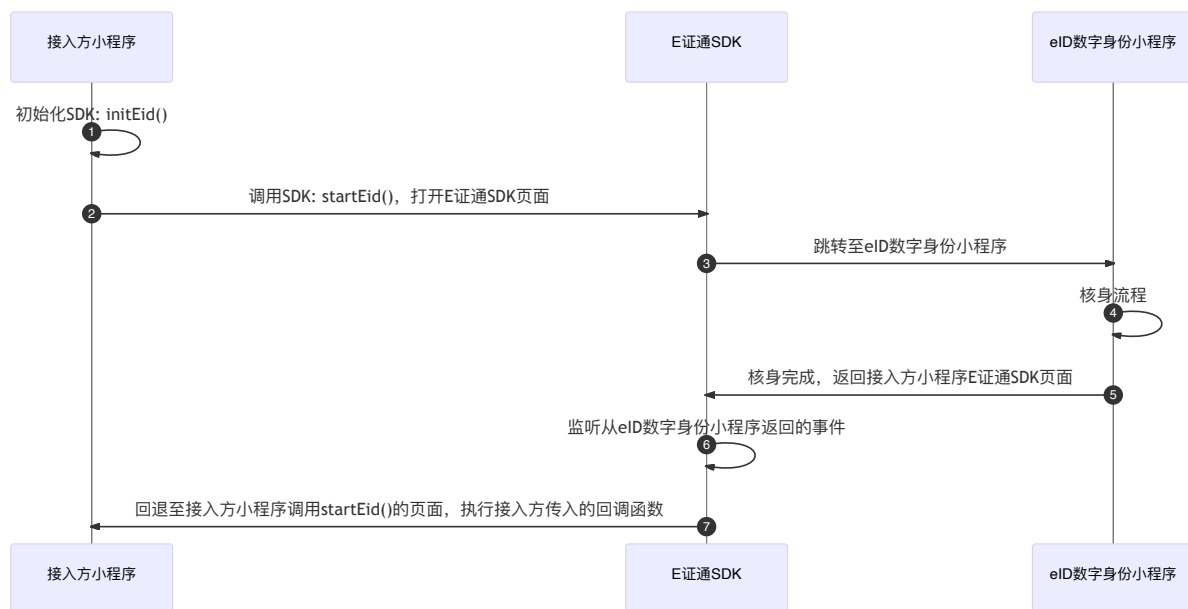 接入方小程序
E证通SDK
eID数字身份小程序
初始化SDK: initEid()
1
调用SDK: startEid()，打开E证通SDK页面
2
跳转至eID数字身份小程序
3
核身流程
4
核身完成，返回接入方小程序E证通SDK页面
5
监听从eID数字身份小程序返回的事件
6
回退至接入方小程序调用startEid()的页面，执行接入方传入的回调函数
7
接入方小程序
E证通SDK
eID数字身份小程序